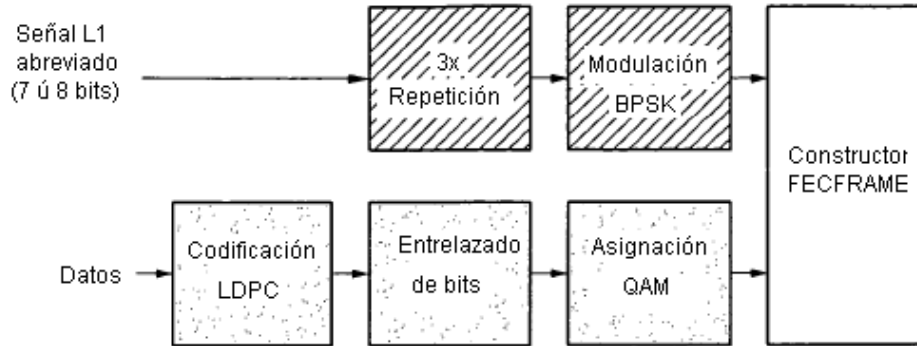 Señal L1
abreviado
(7 ú 8 bits)
3x
Repetición
Modulación
BPSK
Constructor
FECFRAME
Datos
Codificación
LDPC
Entrelazado
de bits
Asignación
QAM